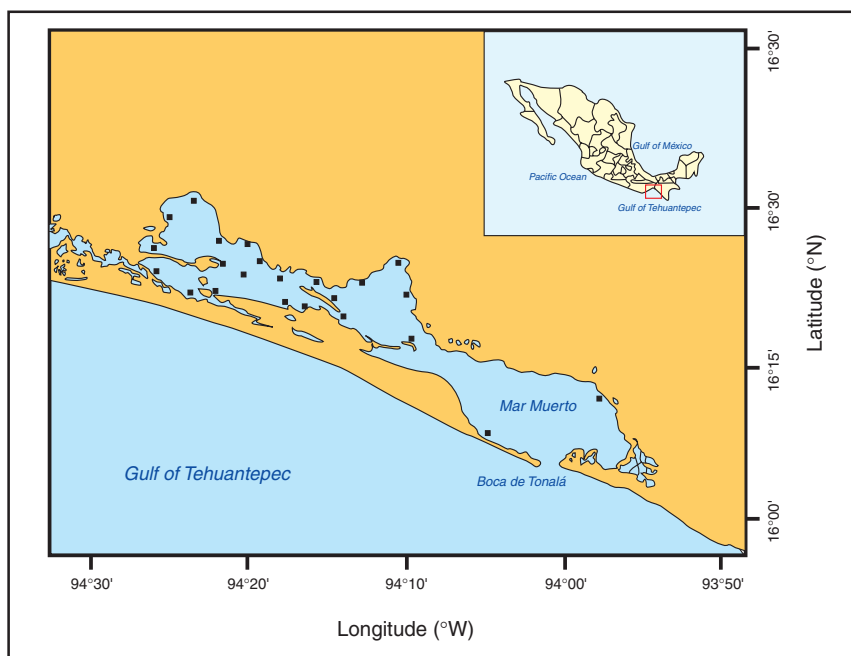 16°30'
Gulf of México
Pacific Ocean
16°30'
Gulf of Tehuantepec
Latitude (°N)
16°15'
Mar Muerto
Gulf of Tehuantepec
Boca de Tonalá
16°00'
94°30'
94°20'
94°10'
94°00'
93°50'
Longitude (°W)